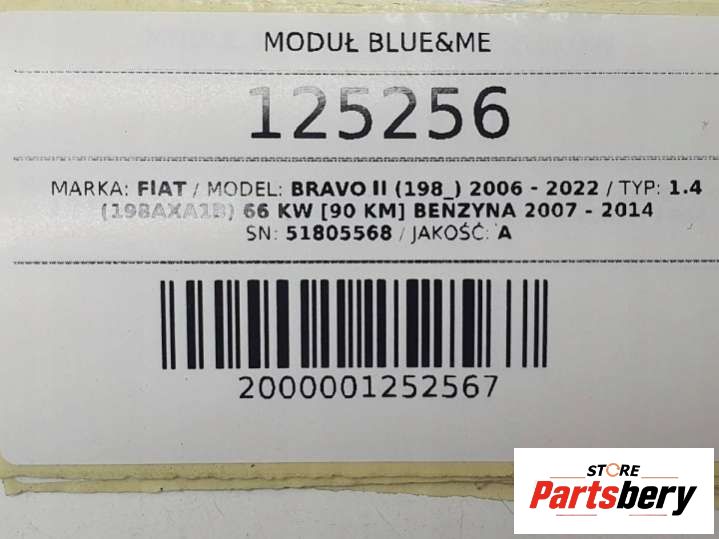 MODUŁ BLUE&ME
125256
MARKA: FIAT / MODEL: BRAVO II (198_) 2006 - 2022 / TYP: 1.4
(198AXA1B) 66 KW [90 KM] BENZYNA 2007 - 2014
SN: 51805568 / JAKOŚĆ: A
2000001252567
STORE
Partsbery